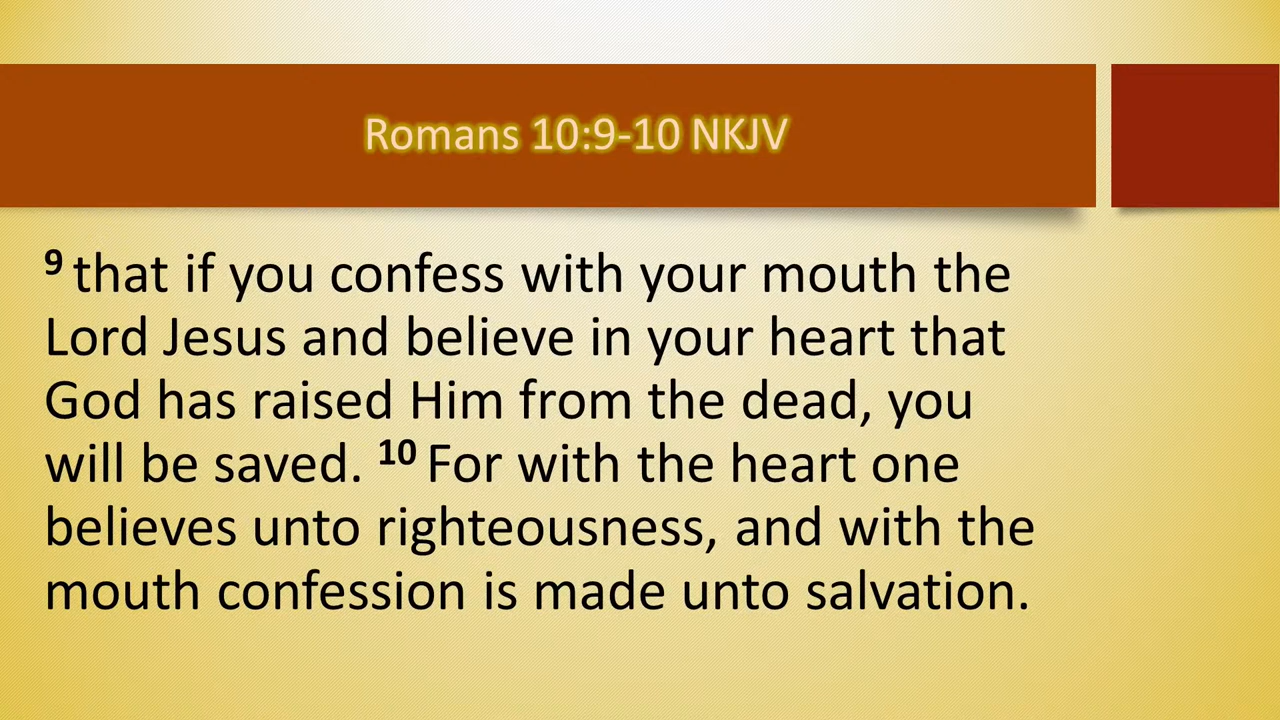 Romans 10:9-10 NKJV
9 that if you confess with your mouth the
Lord Jesus and believe in your heart that
God has raised Him from the dead, you
will be saved. 10 For with the heart one
believes unto righteousness, and with the
mouth confession is made unto salvation.